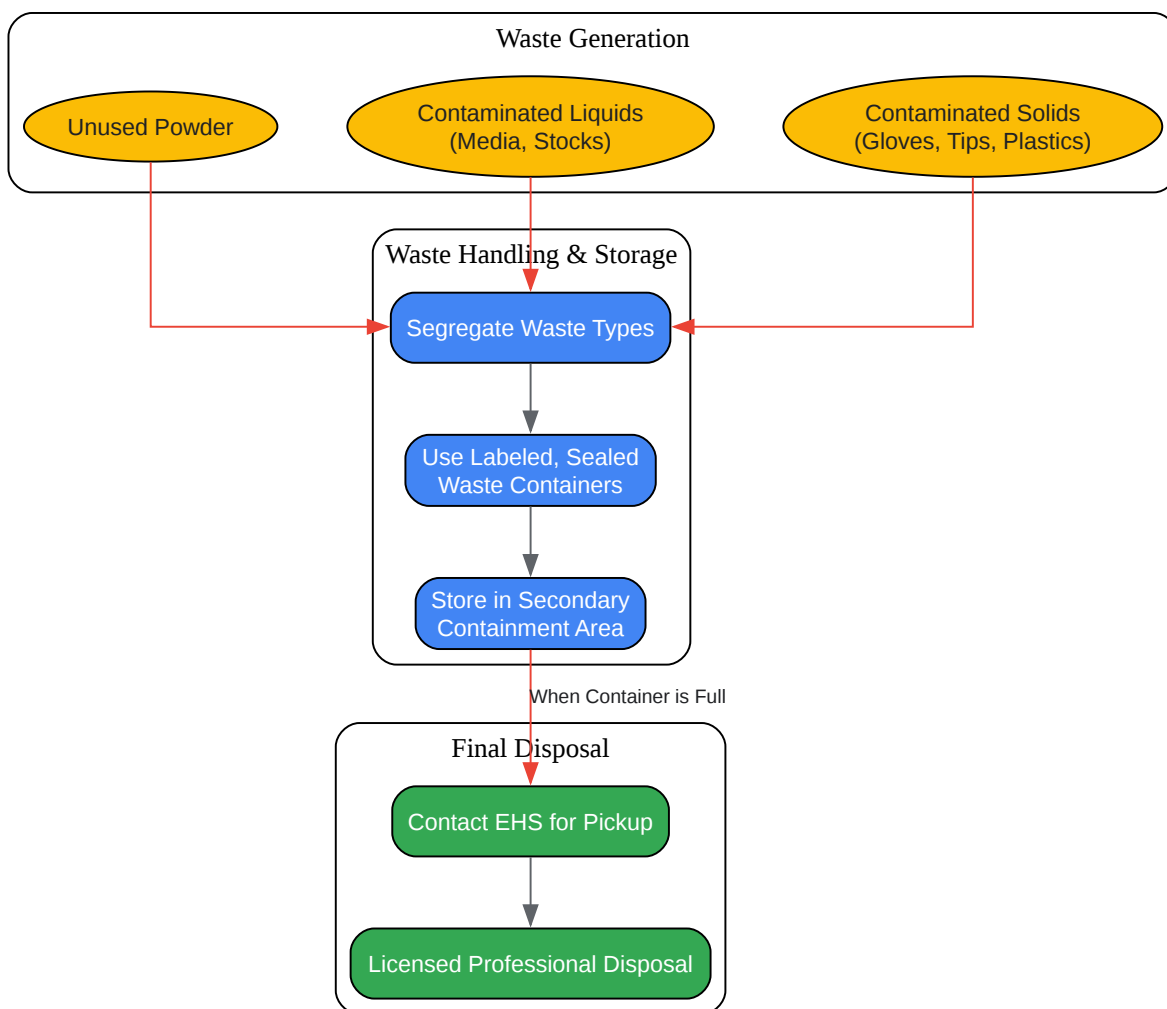 Waste Generation
Unused Powder
Contaminated Liquids
(Media, Stocks)
Contaminated Solids
(Gloves, Tips, Plastics)
Waste Handling & Storage
Segregate Waste Types
Use Labeled, Sealed
Waste Containers
Store in Secondary
Containment Area
When Container is Full
Final Disposal
Contact EHS for Pickup
Licensed Professional Disposal